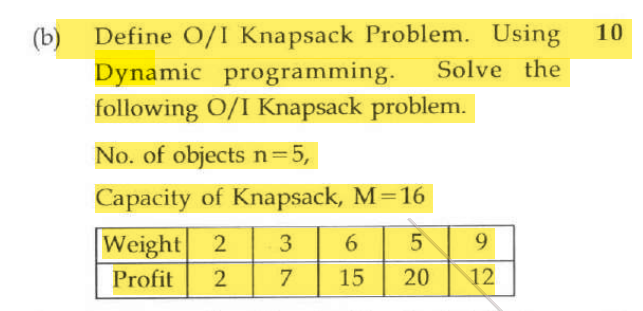 (b) Define O/I Knapsack Problem. Using 10
Dynamic programming. Solve the
following O/I Knapsack problem.
No. of objects n=5,
Capacity of Knapsack, M=16
Weight 2 3 6 5 9
Profit 2 7 15 20 12